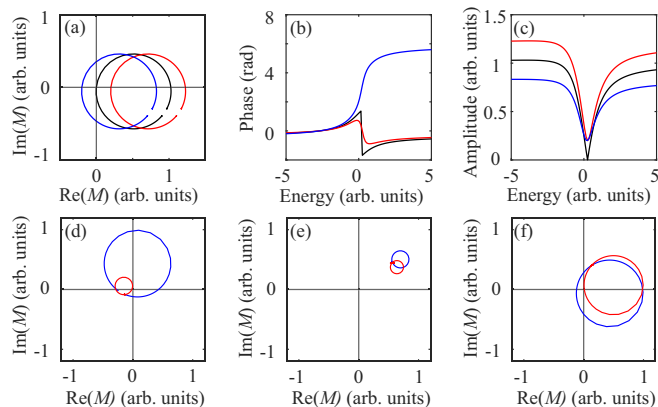 (a)
1
0
-1
Im(M) (arb. units)
0
1
Re(M) (arb. units)
(b)
8
4
0
Phase (rad)
-5
0
5
Energy (arb. units)
(c)
1.5
1
0.5
0
Amplitude (arb. units)
-5
0
5
Energy (arb. units)
(d)
1
0
-1
Im(M) (arb. units)
-1
0
1
Re(M) (arb. units)
(e)
1
0
-1
Im(M) (arb. units)
-1
0
1
Re(M) (arb. units)
(f)
1
0
-1
Im(M) (arb. units)
-1
0
1
Re(M) (arb. units)